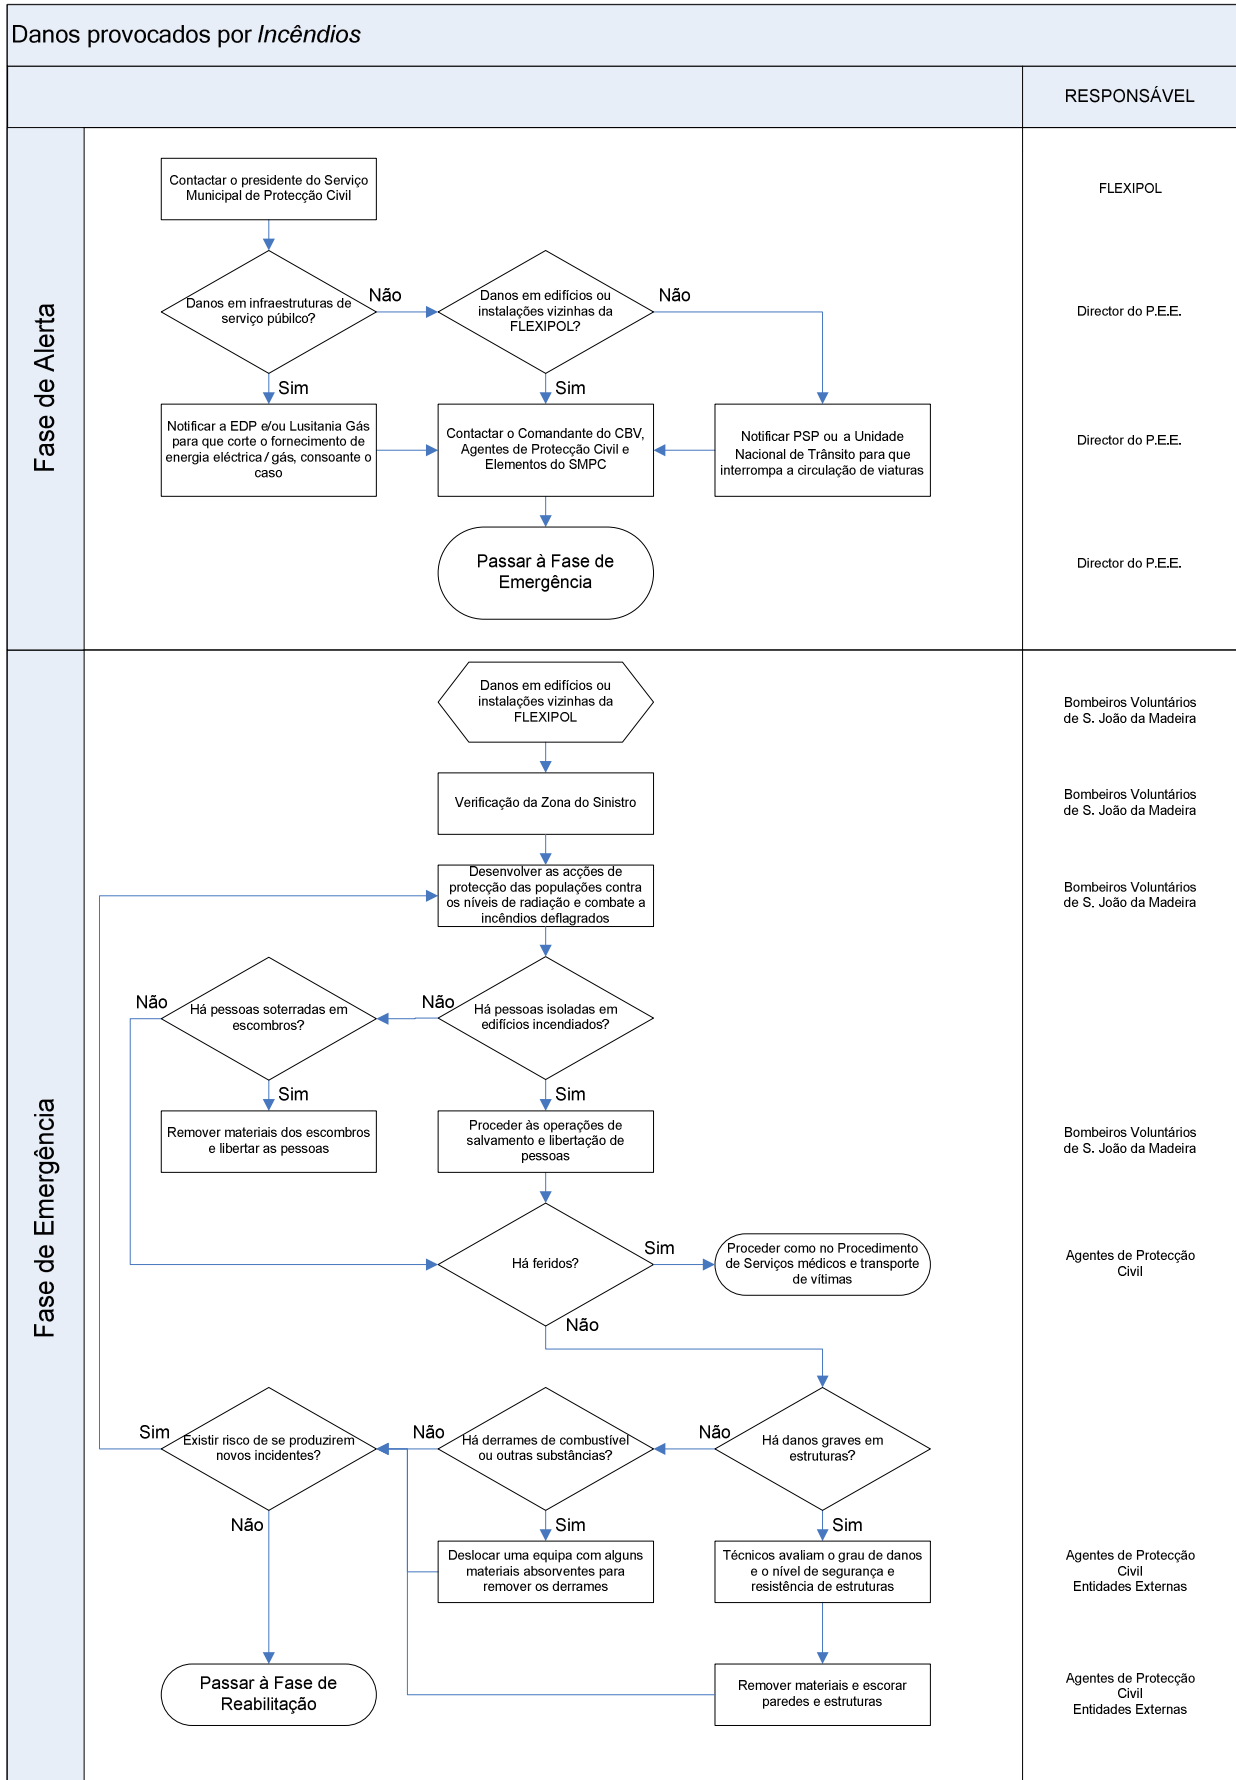 Danos provocados por Incêndios
RESPONSÁVEL
Fase de Alerta
Contactar o presidente do Serviço
Municipal de Protecção Civil
FLEXIPOL
Danos em infraestruturas de
serviço púbilco?
Não
Danos em edifícios ou
instalações vizinhas da
FLEXIPOL?
Não
Director do P.E.E.
Sim
Sim
Notificar a EDP e/ou Lusitania Gás
para que corte o fornecimento de
energia eléctrica / gás, consoante o
caso
Contactar o Comandante do CBV,
Agentes de Protecção Civil e
Elementos do SMPC
Notificar PSP ou a Unidade
Nacional de Trânsito para que
interrompa a circulação de viaturas
Director do P.E.E.
Passar à Fase de
Emergência
Director do P.E.E.
Fase de Emergência
Danos em edifícios ou
instalações vizinhas da
FLEXIPOL
Bombeiros Voluntários
de S. João da Madeira
Verificação da Zona do Sinistro
Bombeiros Voluntários
de S. João da Madeira
Desenvolver as acções de
protecção das populações contra
os níveis de radiação e combate a
incêndios deflagrados
Bombeiros Voluntários
de S. João da Madeira
Não
Há pessoas soterradas em
escombros?
Não
Há pessoas isoladas em
edifícios incendiados?
Sim
Sim
Remover materiais dos escombros
e libertar as pessoas
Proceder às operações de
salvamento e libertação de
pessoas
Bombeiros Voluntários
de S. João da Madeira
Há feridos?
Sim
Proceder como no Procedimento
de Serviços médicos e transporte
de vítimas
Agentes de Protecção
Civil
Não
Sim
Existir risco de se produzirem
novos incidentes?
Não
Há derrames de combustível
ou outras substâncias?
Não
Há danos graves em
estruturas?
Não
Sim
Sim
Deslocar uma equipa com alguns
materiais absorventes para
remover os derrames
Técnicos avaliam o grau de danos
e o nível de segurança e
resistência de estruturas
Agentes de Protecção
Civil
Entidades Externas
Passar à Fase de
Reabilitação
Remover materiais e escorar
paredes e estruturas
Agentes de Protecção
Civil
Entidades Externas